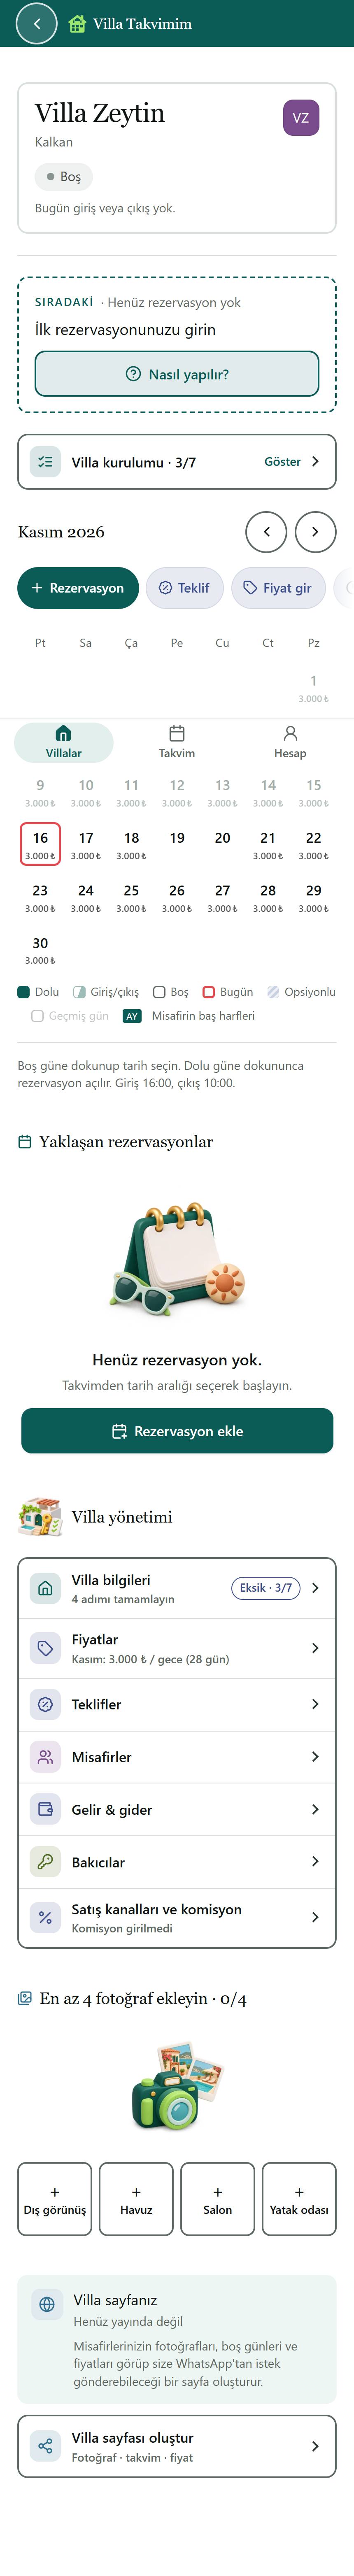 Villa Takvimim
Villa Zeytin
VZ
Kalkan
Boş
Bugün giriş veya çıkış yok.
SIRADAKİ · Henüz rezervasyon yok
İlk rezervasyonunuzu girin
Nasıl yapılır?
Villa kurulumu · 3/7 Göster
Kasım 2026
Rezervasyon Teklif Fiyat gir
Pt Sa Ça Pe Cu Ct Pz
1
3.000 ₺
Villalar Takvim Hesap
9 10 11 12 13 14 15
3.000 ₺ 3.000 ₺ 3.000 ₺ 3.000 ₺ 3.000 ₺ 3.000 ₺ 3.000 ₺
16 17 18 19 20 21 22
3.000 ₺ 3.000 ₺ 3.000 ₺ 3.000 ₺ 3.000 ₺
23 24 25 26 27 28 29
3.000 ₺ 3.000 ₺ 3.000 ₺ 3.000 ₺ 3.000 ₺ 3.000 ₺ 3.000 ₺
30
3.000 ₺
Dolu Giriş/çıkış Boş Bugün Opsiyonlu
Geçmiş gün AY Misafirin baş harfleri
Boş güne dokunup tarih seçin. Dolu güne dokununca
rezervasyon açılır. Giriş 16:00, çıkış 10:00.
Yaklaşan rezervasyonlar
Henüz rezervasyon yok.
Takvimden tarih aralığı seçerek başlayın.
Rezervasyon ekle
Villa yönetimi
Villa bilgileri
4 adımı tamamlayın
Eksik · 3/7
Fiyatlar
Kasım: 3.000 ₺ / gece (28 gün)
Teklifler
Misafirler
Gelir & gider
Bakıcılar
Satış kanalları ve komisyon
Komisyon girilmedi
En az 4 fotoğraf ekleyin · 0/4
+ + + +
Dış görünüş Havuz Salon Yatak odası
Villa sayfanız
Henüz yayında değil
Misafirlerinizin fotoğrafları, boş günleri ve
fiyatları görüp size WhatsApp'tan istek
gönderebileceği bir sayfa oluşturur.
Villa sayfası oluştur
Fotoğraf · takvim · fiyat